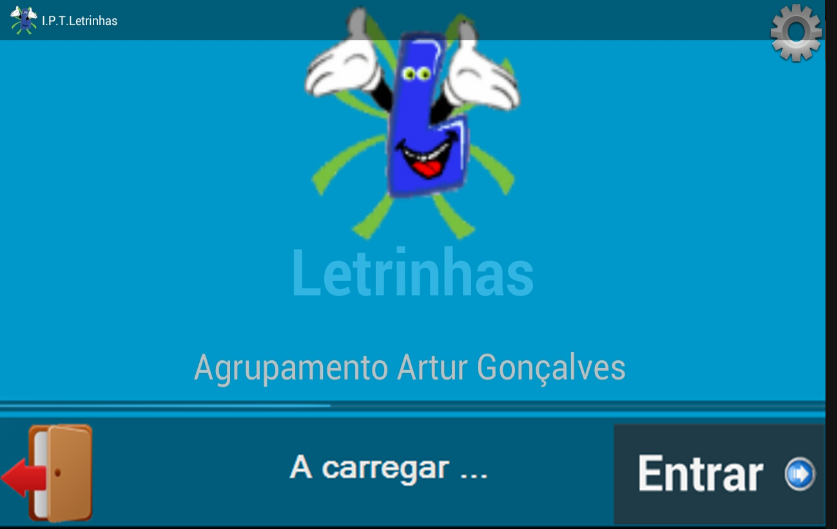 I.P.T.Letrinhas
Letrinhas
Agrupamento Artur Gonçalves
A carregar ...
Entrar